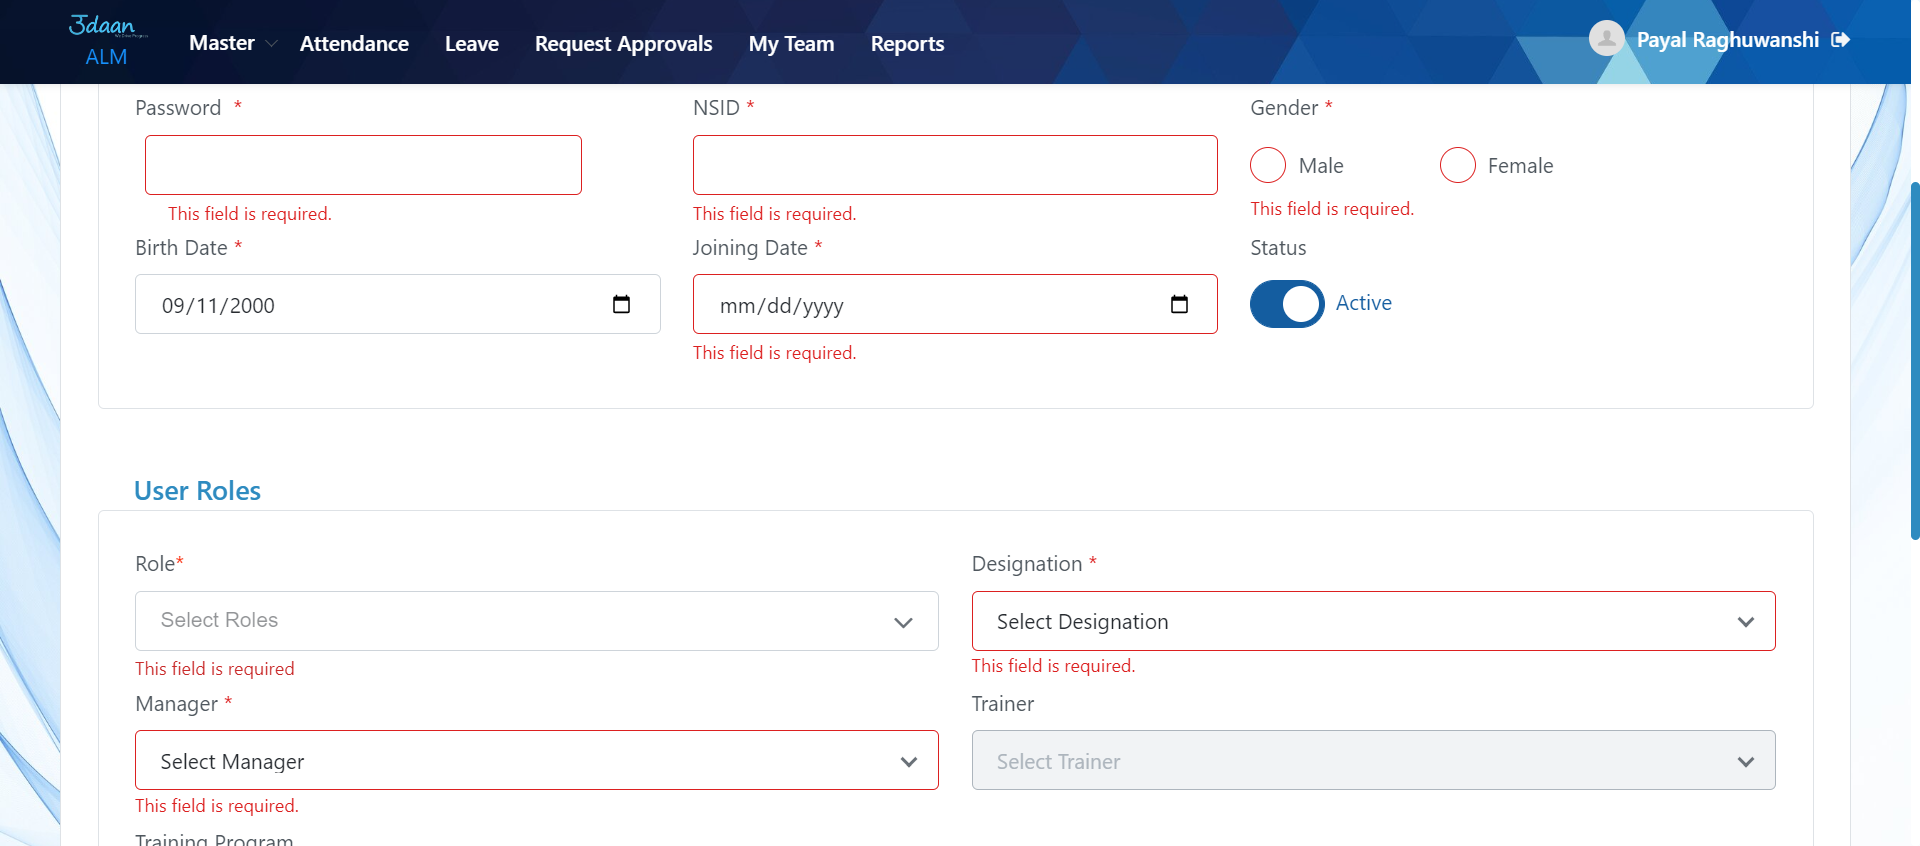 उdaan
ALM
Master
Attendance
Leave
Request Approvals
My Team
Reports
Payal Raghuwanshi
Password *
NSID *
Gender *
Male
Female
This field is required.
This field is required.
This field is required.
Birth Date *
Joining Date *
Status
09/11/2000
mm/dd/yyyy
Active
This field is required.
User Roles
Role*
Designation *
Select Roles
Select Designation
This field is required
This field is required.
Manager *
Trainer
Select Manager
Select Trainer
This field is required.
Training Program